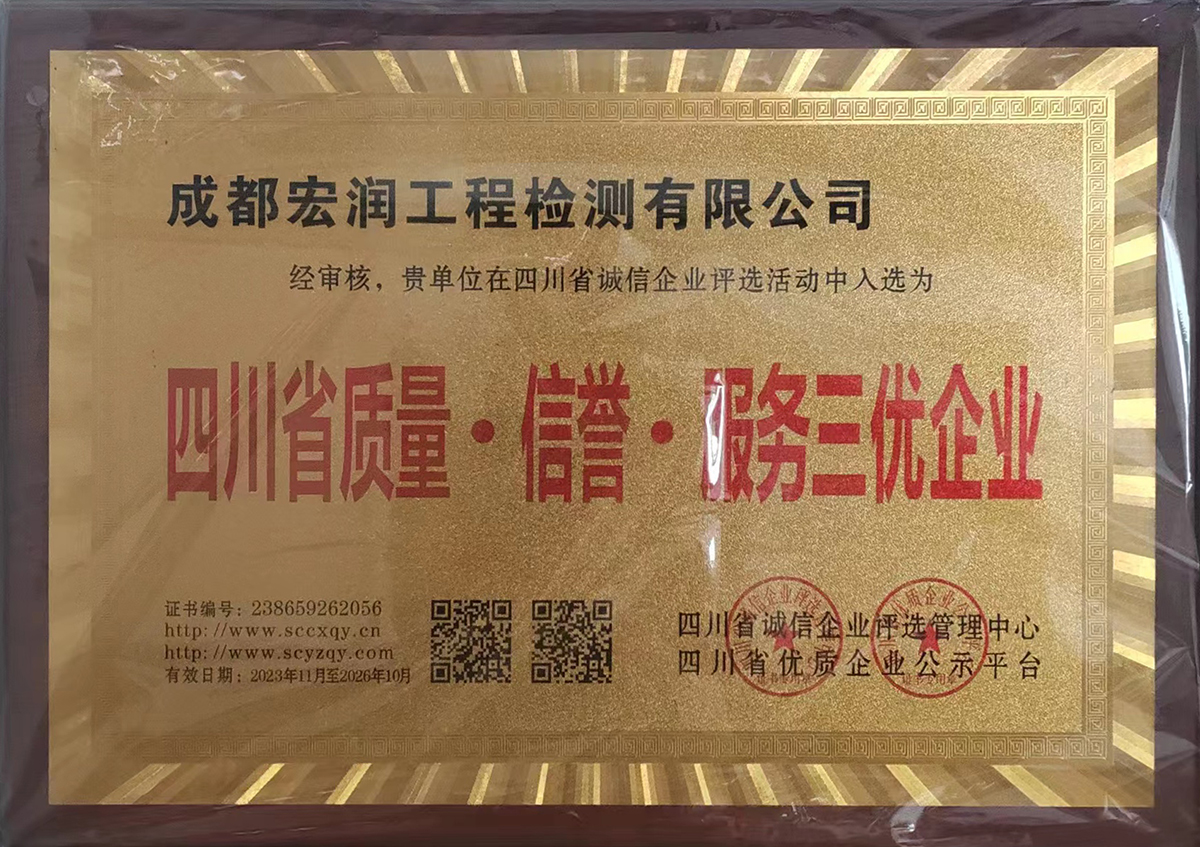 成都宏润工程检测有限公司
经审核，贵单位在四川省诚信企业评选活动中入选为
四川省质量·信誉·服务三优企业
证书编号：238659262056
http://www.sccxqy.cn
http://www.scyzqy.com
有效日期：2023年11月至2026年10月
四川省诚信企业评选管理中心
四川省优质企业公示平台